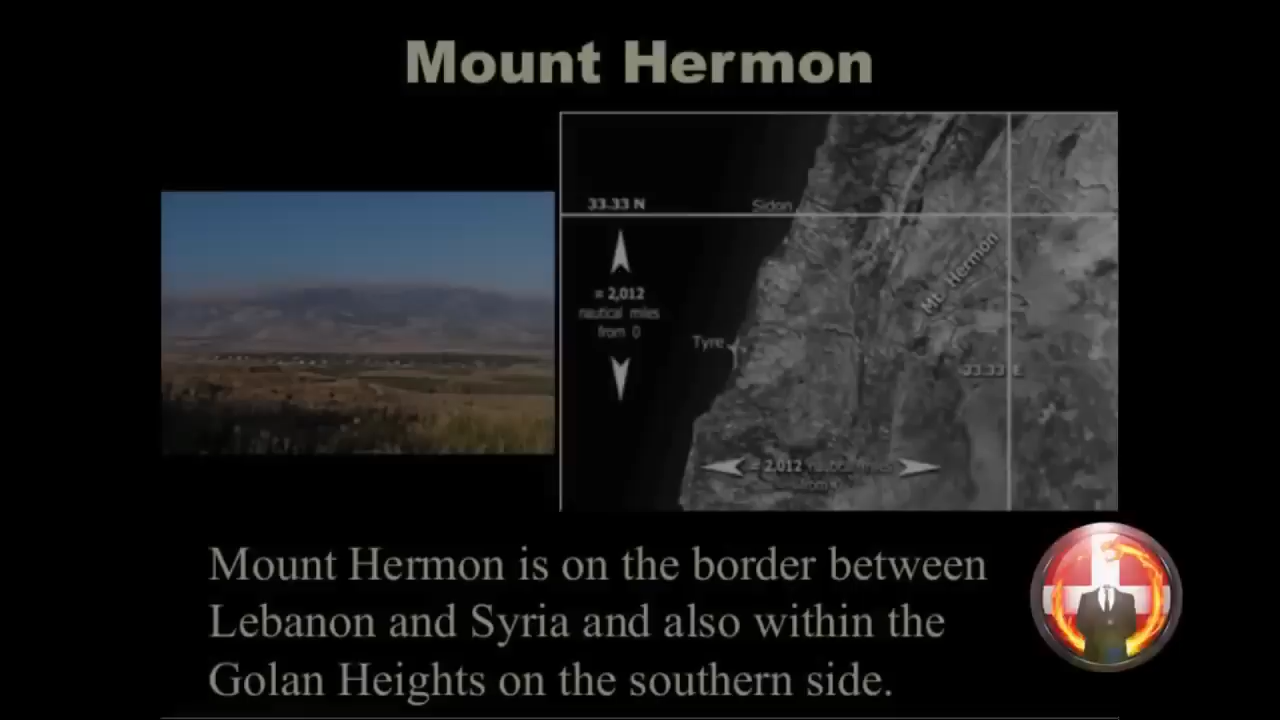 Mount Hermon
33.33 N
Sidon
= 2,012
nautical miles
from 0
Mt. Hermon
Tyre
33.33 E
= 2,012 nautical miles
Mount Hermon is on the border between
Lebanon and Syria and also within the
Golan Heights on the southern side.